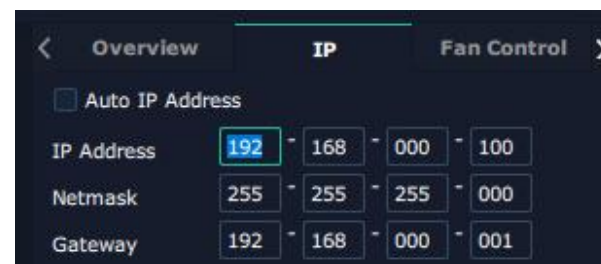 Overview IP Fan Control
Auto IP Address
IP Address 192 - 168 - 000 - 100
Netmask 255 - 255 - 255 - 000
Gateway 192 - 168 - 000 - 001